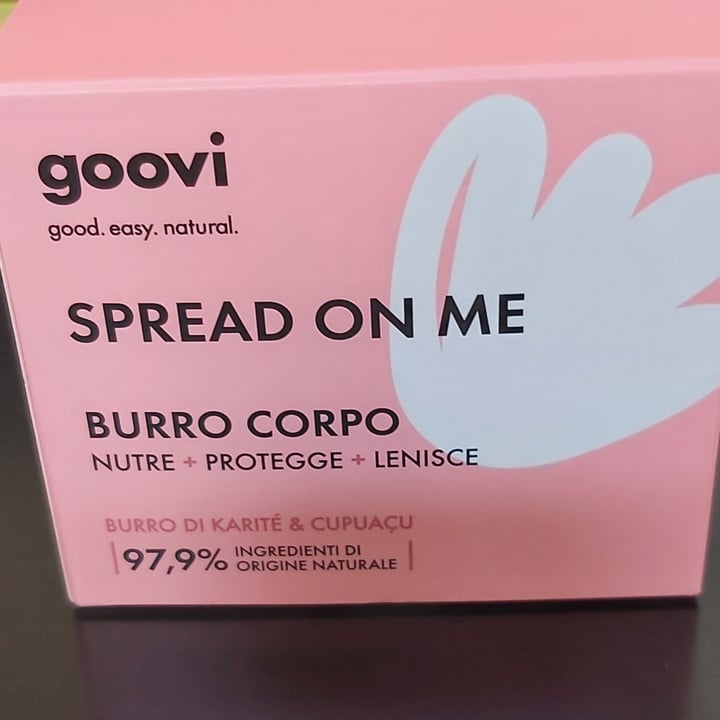 goovi
good. easy. natural.
SPREAD ON ME
BURRO CORPO
NUTRE + PROTEGGE + LENISCE
BURRO DI KARITÉ & CUPUAÇU
97,9% INGREDIENTI DI
ORIGINE NATURALE